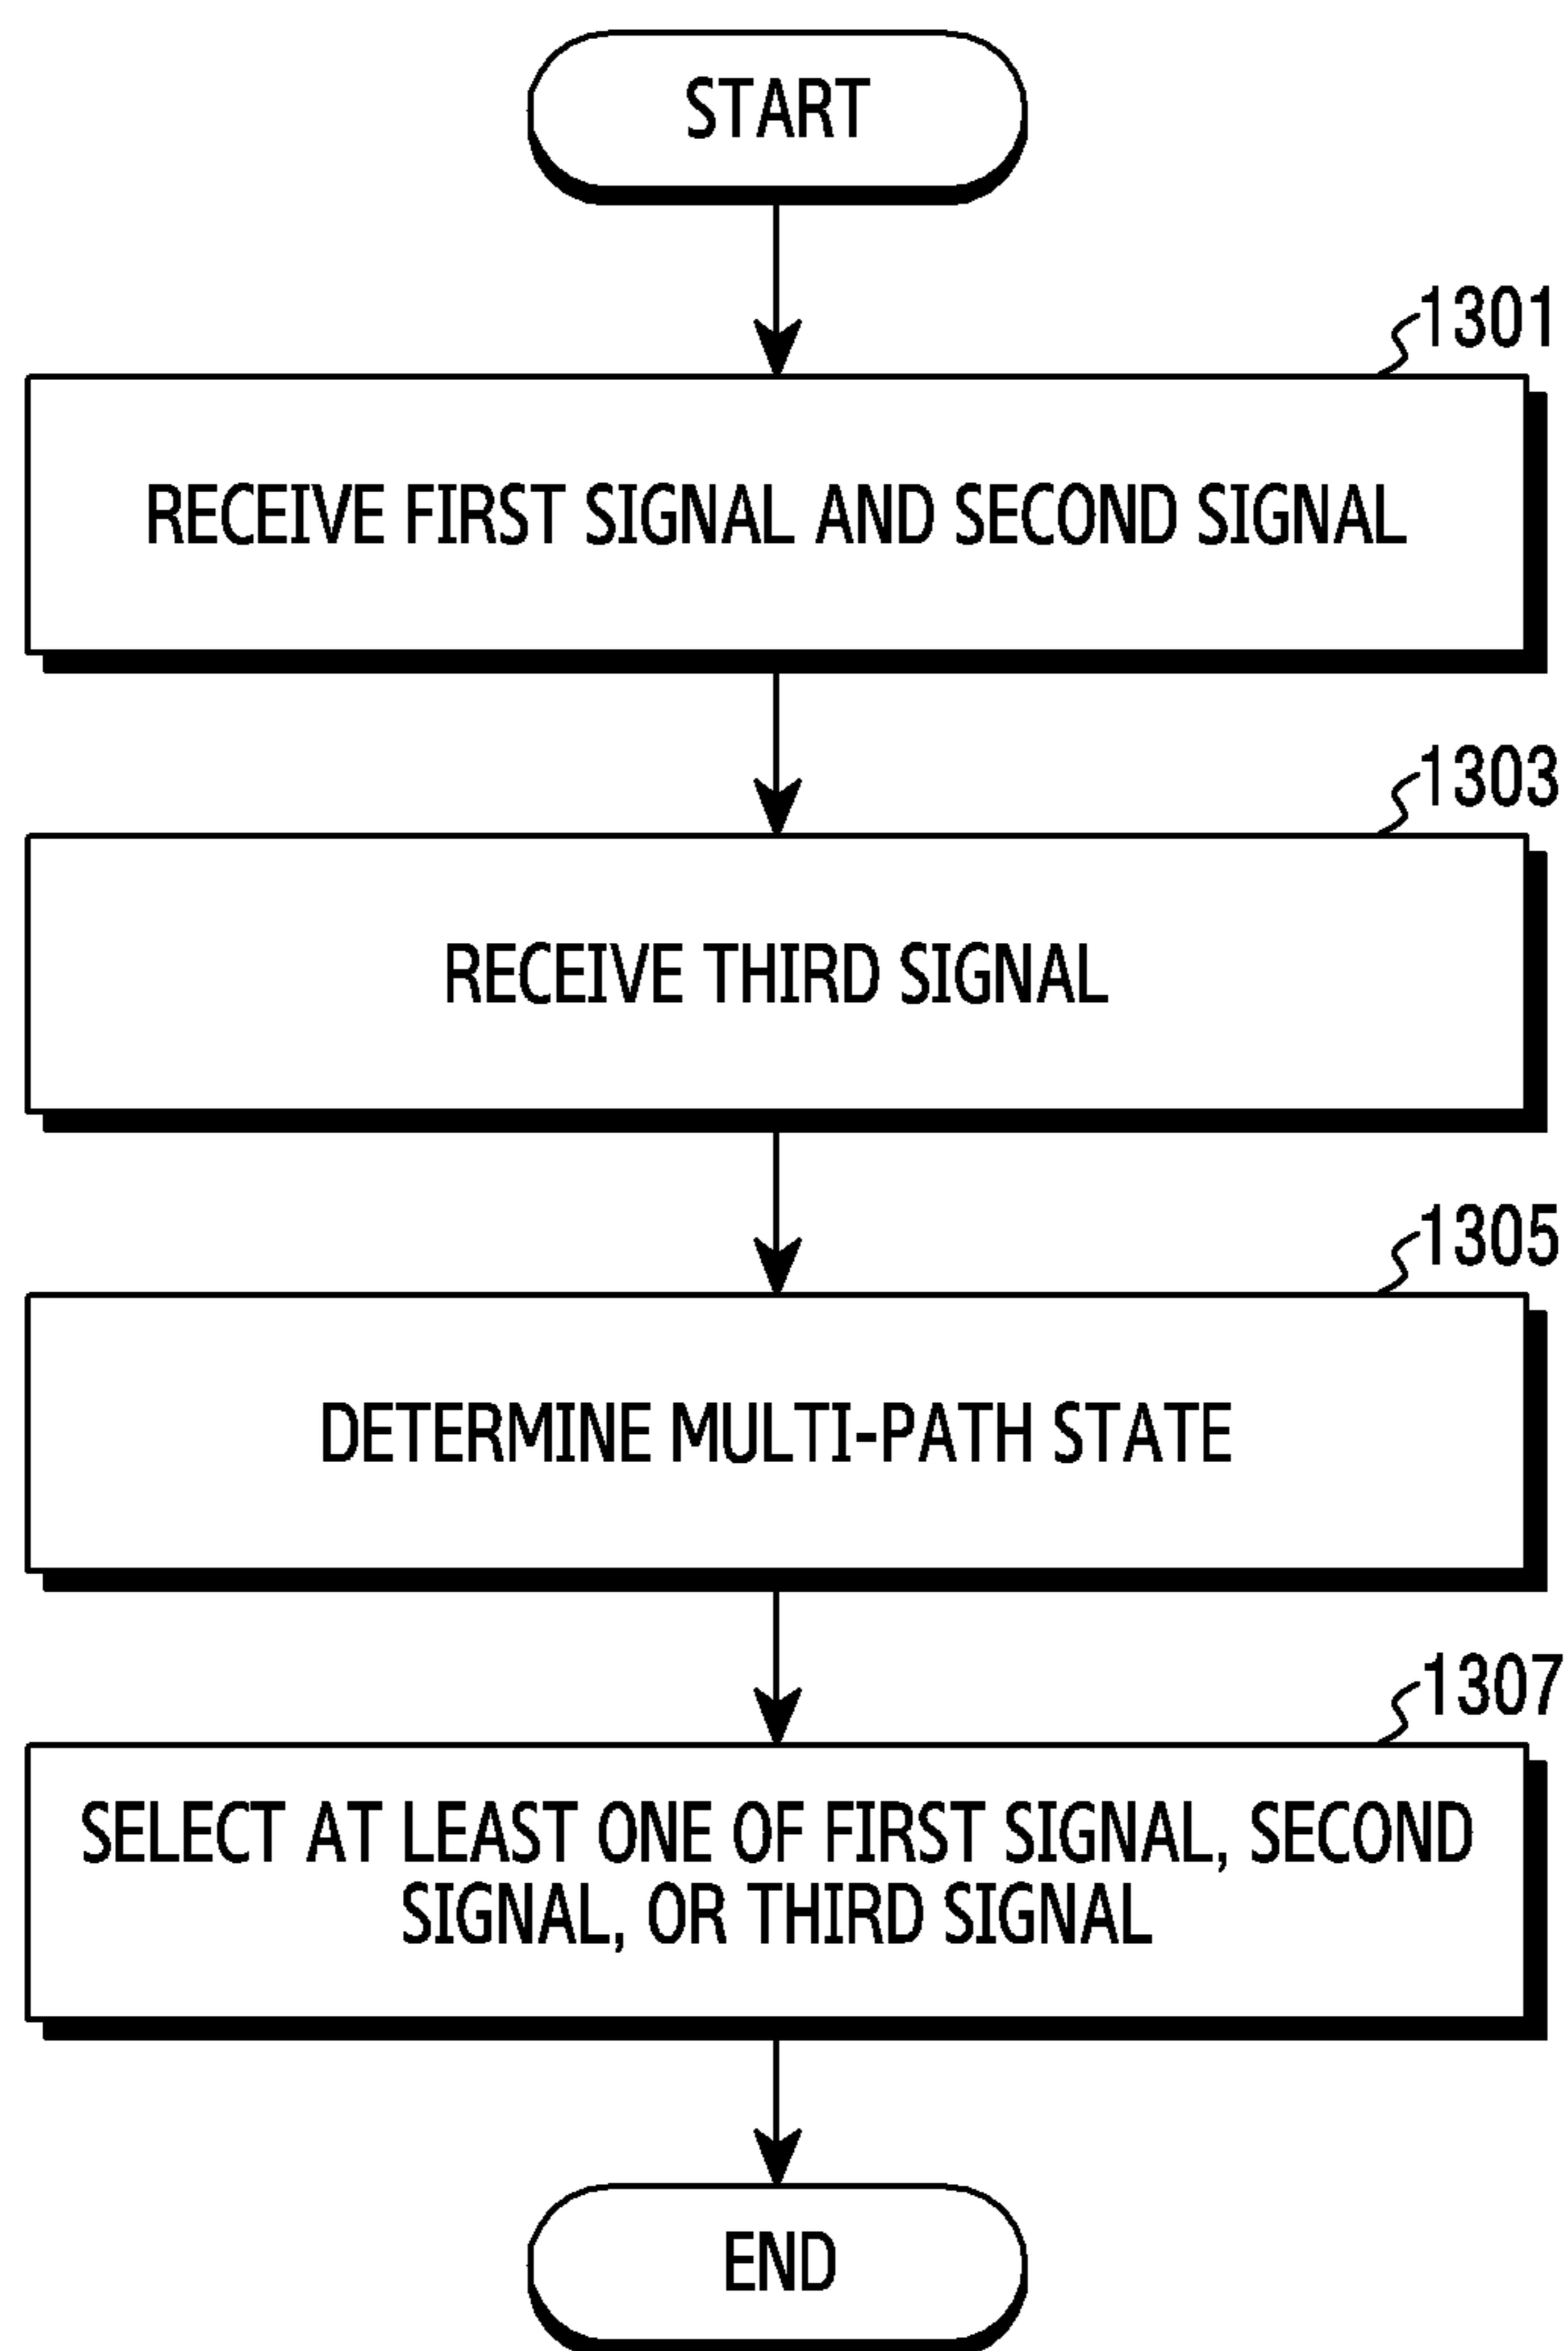 START
1301
RECEIVE FIRST SIGNAL AND SECOND SIGNAL
1303
RECEIVE THIRD SIGNAL
1305
DETERMINE MULTI-PATH STATE
1307
SELECT AT LEAST ONE OF FIRST SIGNAL, SECOND
SIGNAL, OR THIRD SIGNAL
END